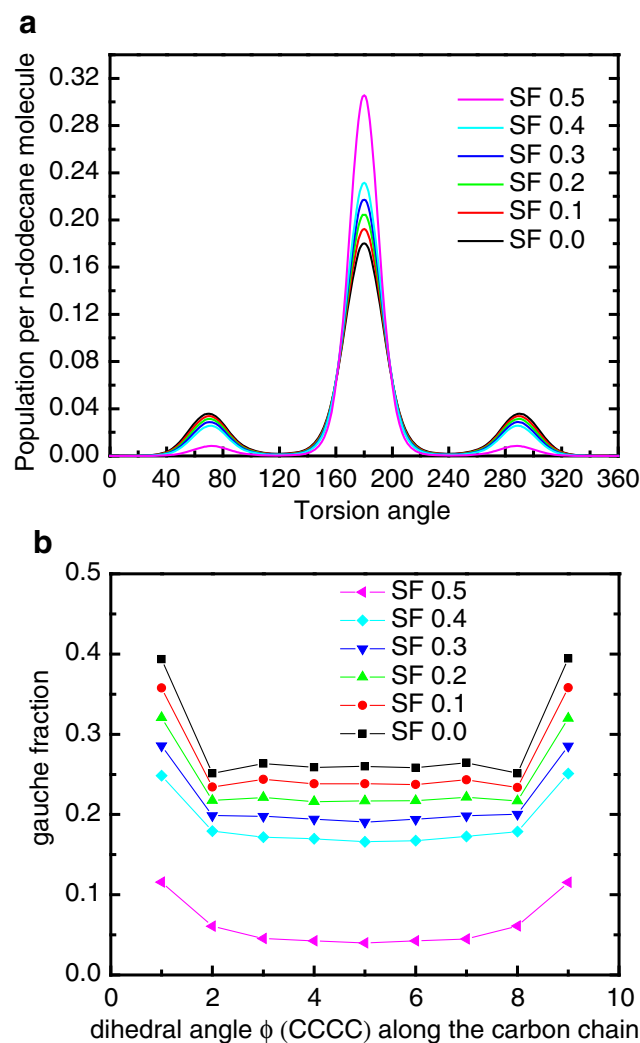 a
Population per n-dodecane molecule
0.32
0.28
0.24
0.20
0.16
0.12
0.08
0.04
0.00
SF 0.5
SF 0.4
SF 0.3
SF 0.2
SF 0.1
SF 0.0
0 40 80 120 160 200 240 280 320 360
Torsion angle
b
gauche fraction
0.5
0.4
0.3
0.2
0.1
0.0
SF 0.5
SF 0.4
SF 0.3
SF 0.2
SF 0.1
SF 0.0
0 2 4 6 8 10
dihedral angle ϕ (CCCC) along the carbon chain